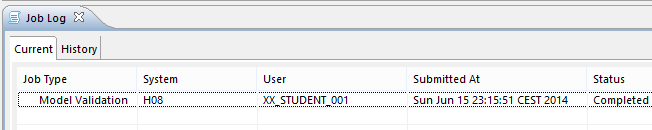 Job Log
Current History
Job Type System User Submitted At Status
Model Validation H08 XX_STUDENT_001 Sun Jun 15 23:15:51 CEST 2014 Completed